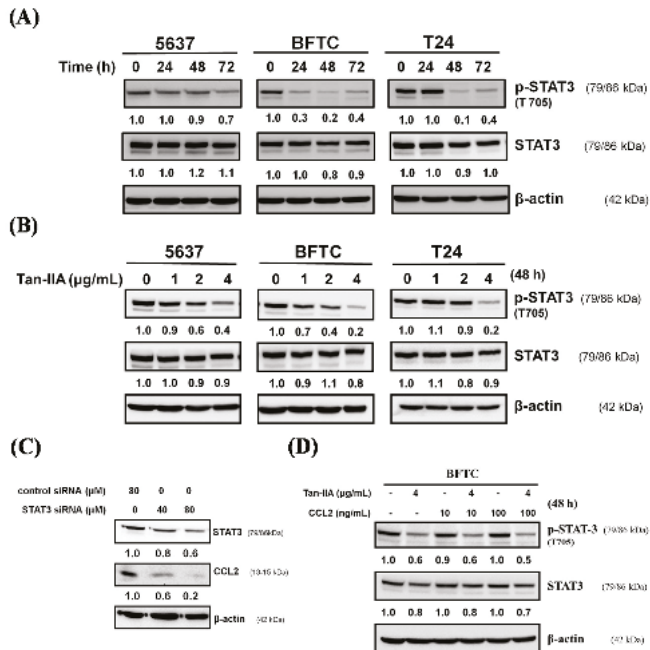 (A)
5637 BFTC T24
Time (h) 0 24 48 72 0 24 48 72 0 24 48 72
p-STAT3 (79/86 kDa)
(T 705)
1.0 1.0 0.9 0.7 1.0 0.3 0.2 0.4 1.0 1.0 0.1 0.4
STAT3 (79/86 kDa)
1.0 1.0 1.2 1.1 1.0 1.0 0.8 0.9 1.0 1.0 0.9 1.0
β-actin (42 kDa)
(B)
5637 BFTC T24
Tan-IIA (µg/mL) 0 1 2 4 0 1 2 4 0 1 2 4 (48 h)
p-STAT3 (79/86 kDa)
(T705)
1.0 0.9 0.6 0.4 1.0 0.7 0.4 0.2 1.0 1.1 0.9 0.2
STAT3 (79/86 kDa)
1.0 1.0 0.9 0.9 1.0 0.9 1.1 0.8 1.0 1.1 0.8 0.9
β-actin (42 kDa)
(C)
control siRNA (µM) 80 0 0
STAT3 siRNA (µM) 0 40 80
STAT3 (79/86kDa)
1.0 0.8 0.6
CCL2
1.0 0.6 0.2
β-actin (42 kDa)
(D)
BFTC
Tan-IIA (µg/mL) - 4 - 4 - 4
(48 h)
CCL2 (ng/mL) - - 10 10 100 100
p-STAT-3 (79/86 kDa)
(T705)
1.0 0.6 0.9 0.6 1.0 0.5
STAT3 (79/86 kDa)
1.0 0.8 1.0 0.8 1.0 0.7
β-actin (42 kDa)